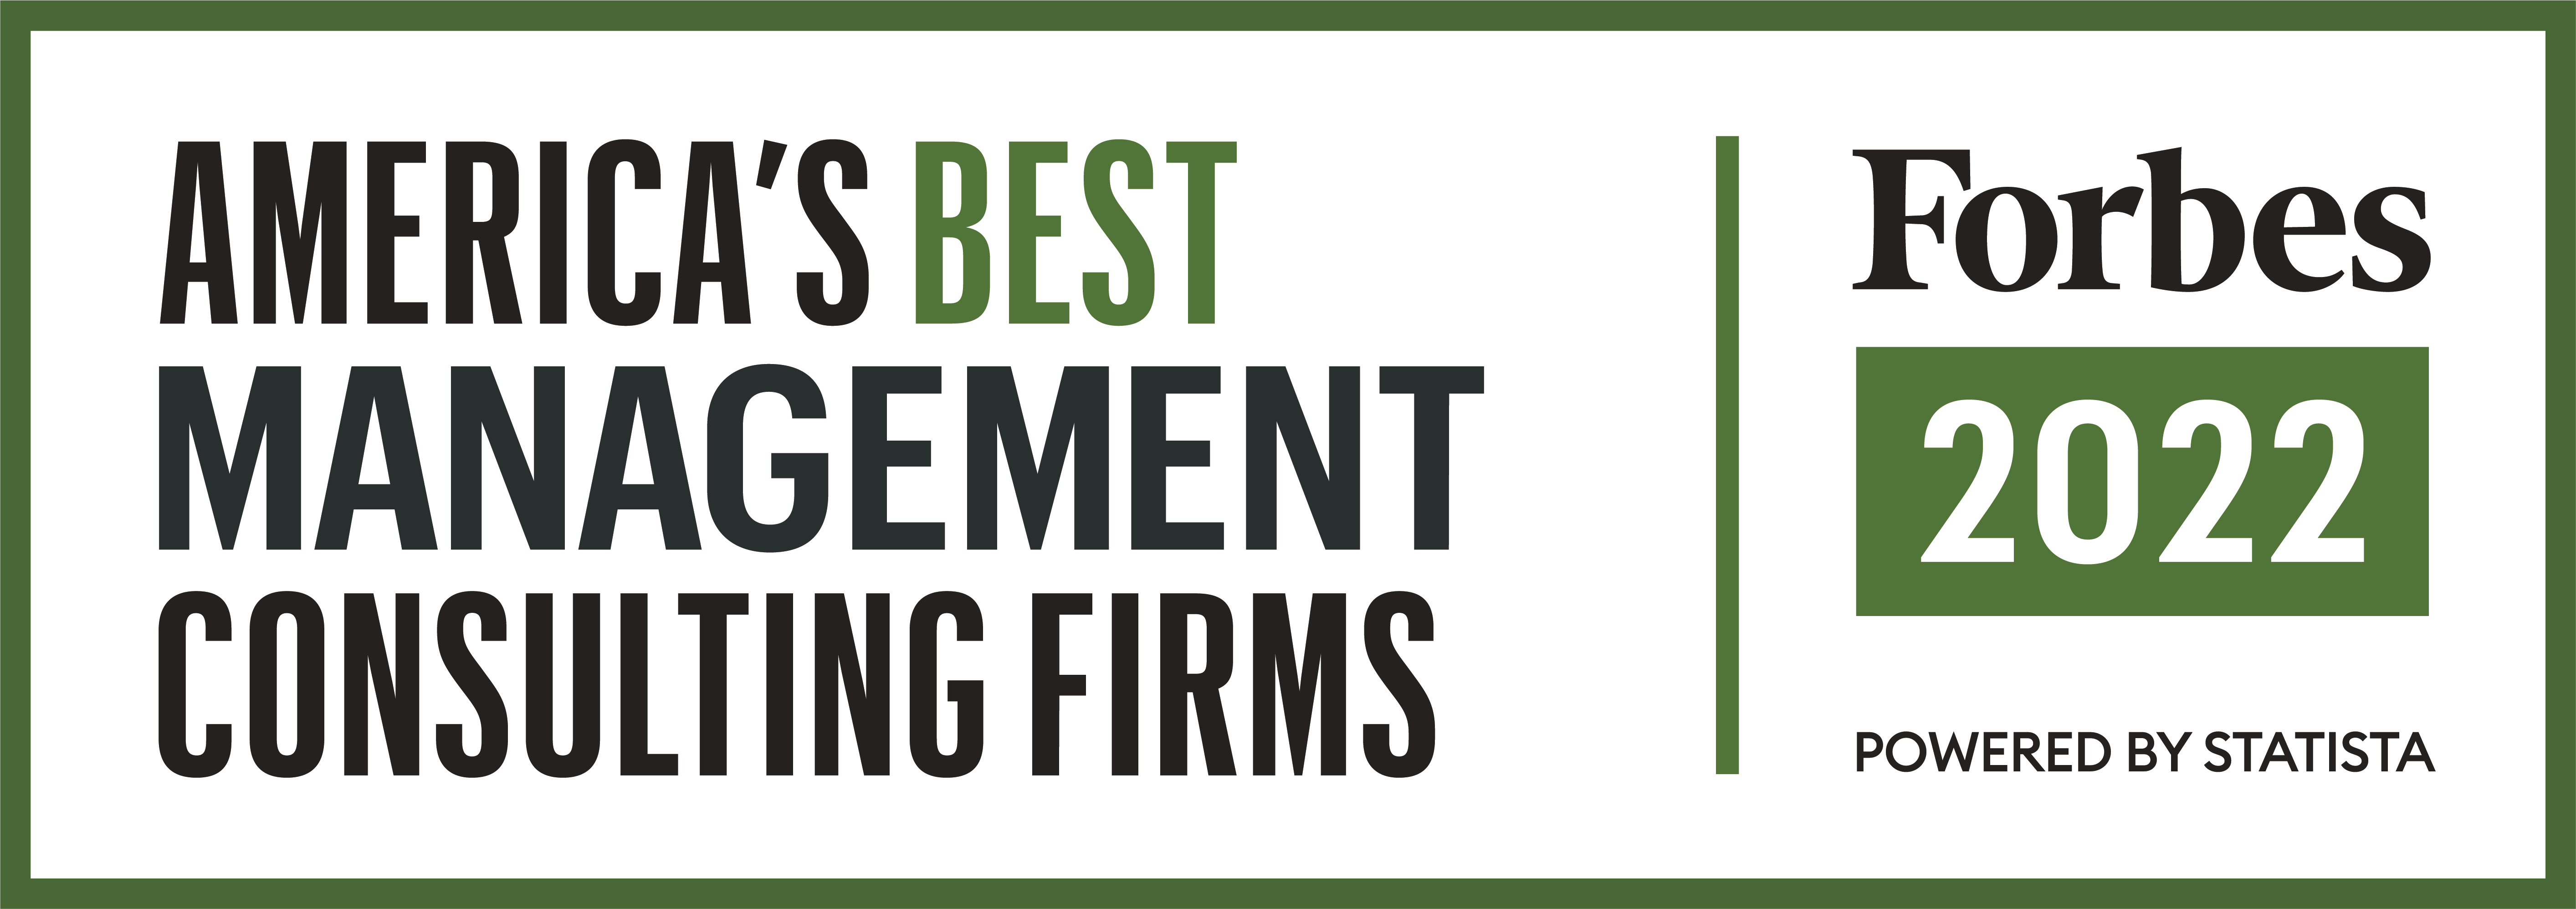 AMERICA'S BEST
MANAGEMENT
CONSULTING FIRMS
Forbes
2022
POWERED BY STATISTA